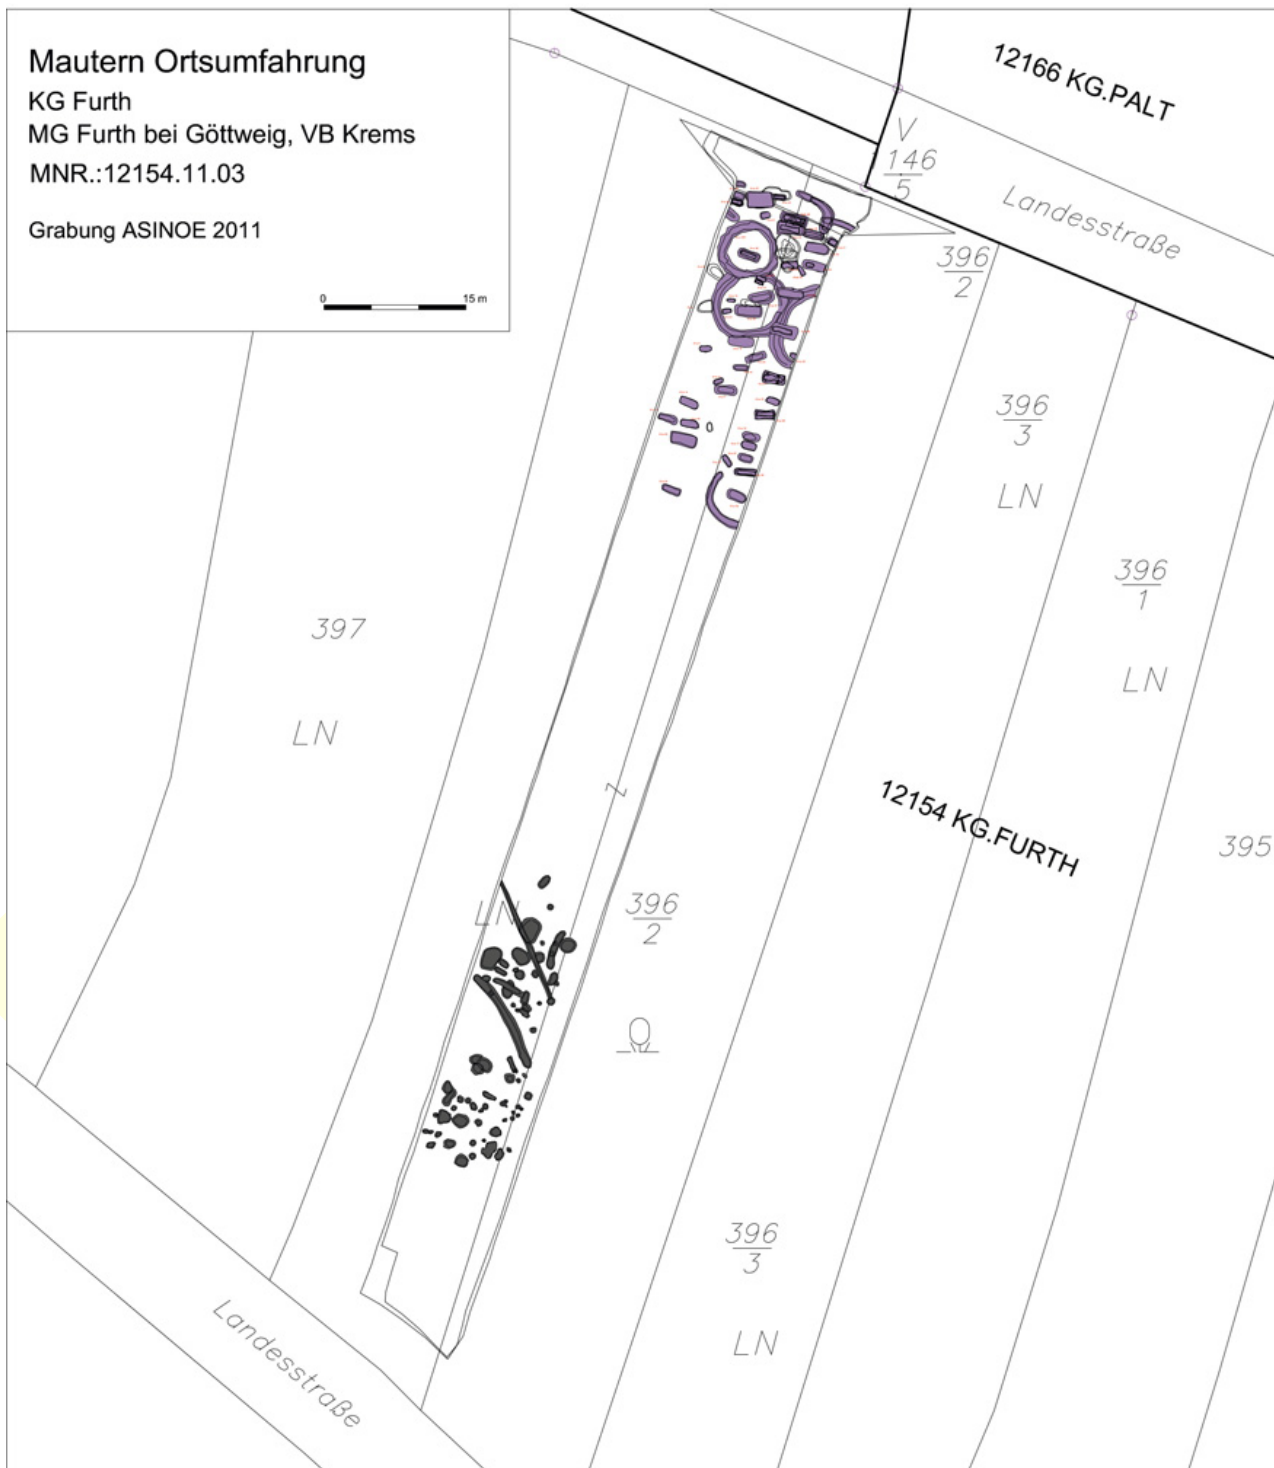 Mautern Ortsumfahrung
KG Furth
MG Furth bei Göttweig, VB Krems
MNR.:12154.11.03
Grabung ASINOE 2011
0 15 m
12166 KG.PALT
V
146
5
Landesstraße
396
2
396
3
LN
396
1
LN
397
LN
12154 KG.FURTH
395
LN
396
2
396
3
LN
Landesstraße